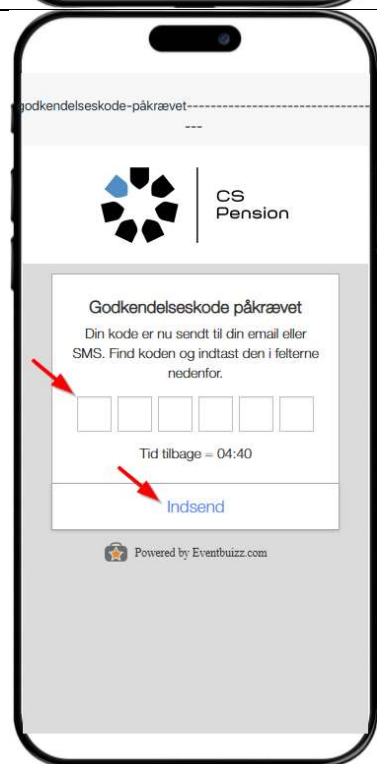 godkendelseskode-påkrævet-------------------------------
---
CS
Pension
Godkendelseskode påkrævet
Din kode er nu sendt til din email eller
SMS. Find koden og indtast den i felterne
nedenfor.
Tid tilbage = 04:40
Indsend
Powered by Eventbuizz.com